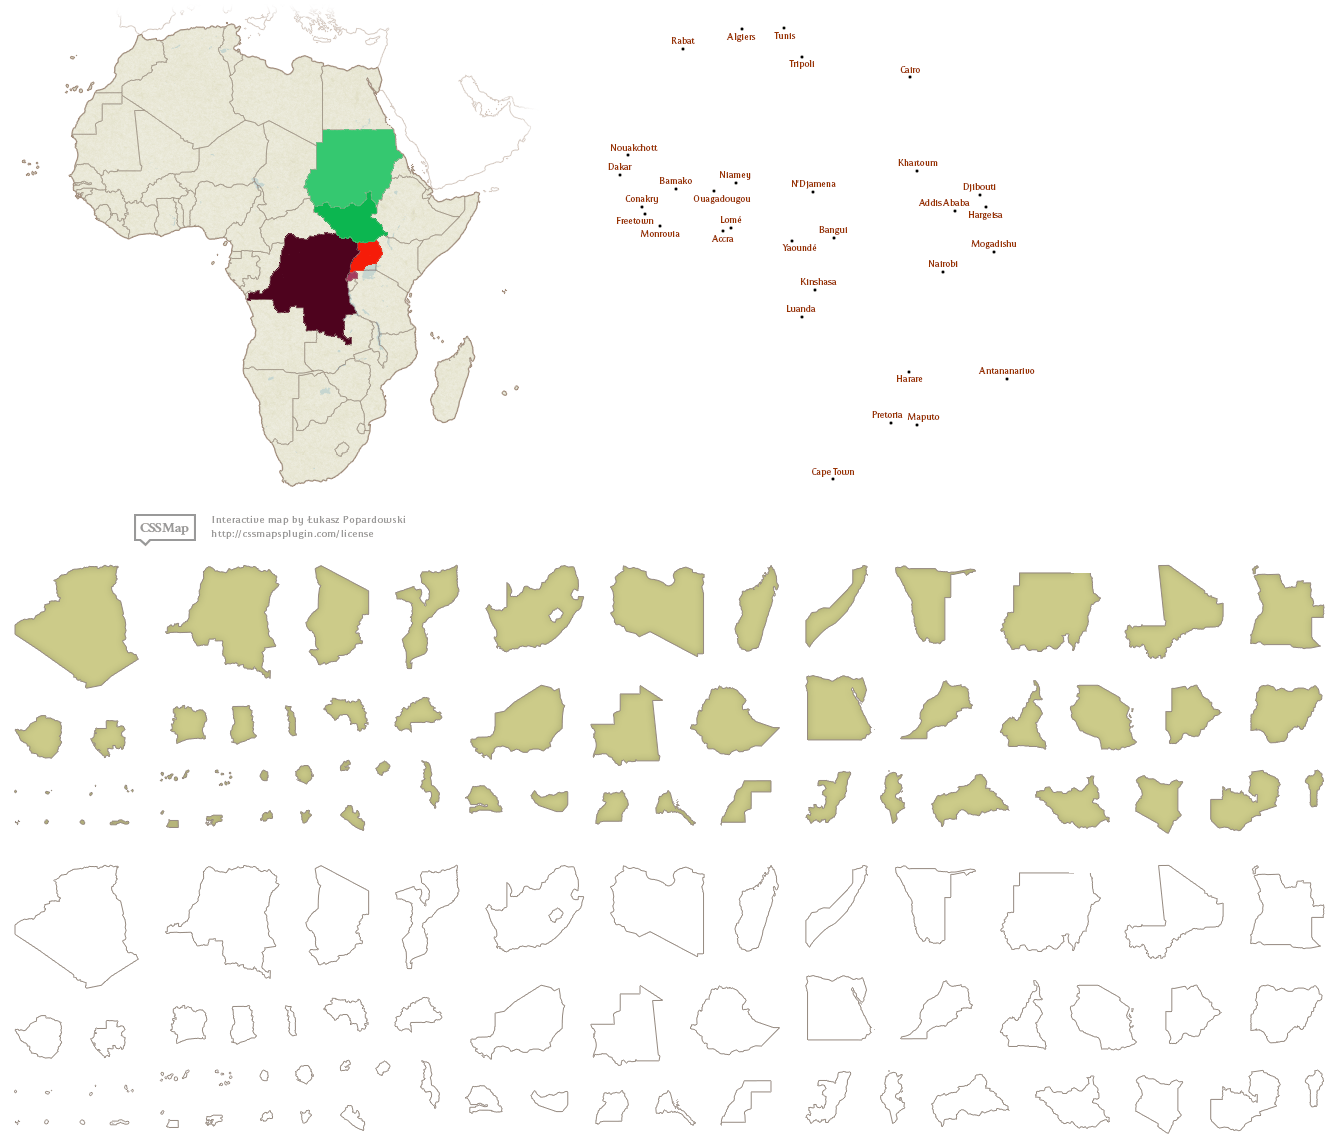 Rabat
Algiers
Tunis
Tripoli
Cairo
Nouakchott
Dakar
Bamako
Niamey
Ouagadougou
N'Djamena
Khartoum
Djibouti
Addis Ababa
Hargeisa
Conakry
Freetown
Monrovia
Lomé
Accra
Bangui
Yaoundé
Mogadishu
Nairobi
Kinshasa
Luanda
Harare
Antananarivo
Pretoria
Maputo
Cape Town
CSSMap
Interactive map by Łukasz Popardowski
http://cssmapsplugin.com/license